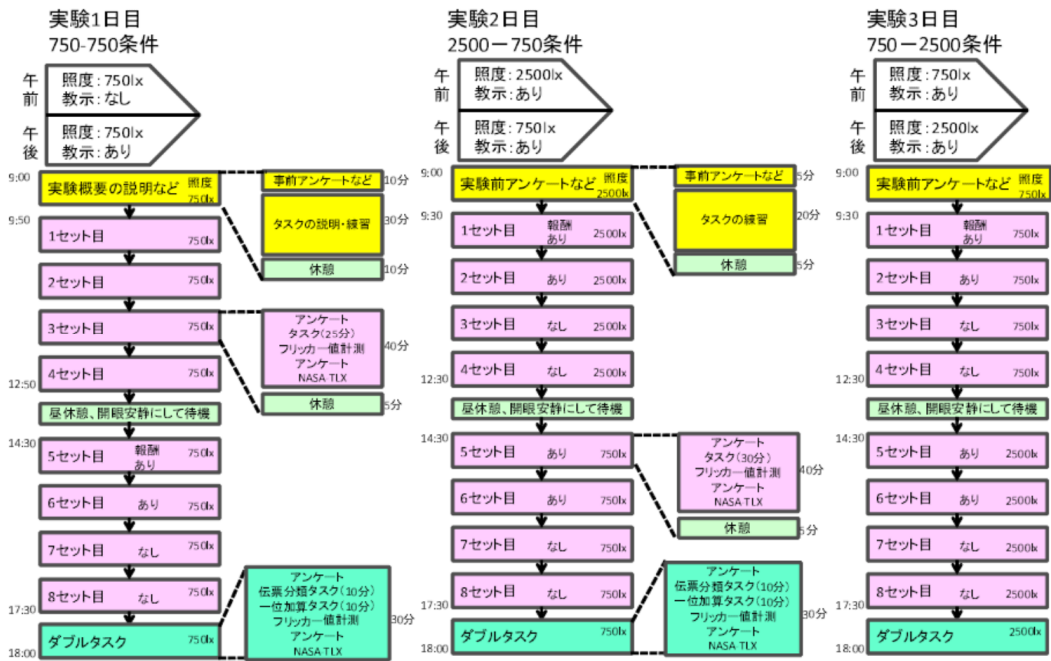 実験1日目
750-750条件
午前
照度：750lx
教示：なし
午後
照度：750lx
教示：あり
9:00
実験概要の説明など 照度
750lx
9:50
1セット目 750lx
2セット目 750lx
3セット目 750lx
4セット目 750lx
12:50
昼休憩、開眼安静にして待機
14:30
5セット目 報酬あり 750lx
6セット目 あり 750lx
7セット目 なし 750lx
8セット目 なし 750lx
17:30
ダブルタスク 750lx
18:00
事前アンケートなど 10分
タスクの説明・練習 30分
休憩 10分
アンケート
タスク(25分)
フリッカー値計測
アンケート
NASA-TLX
40分
休憩 5分
アンケート
伝票分類タスク(10分)
一位加算タスク(10分)
フリッカー値計測
アンケート
NASA-TLX
30分
実験2日目
2500－750条件
午前
照度：2500lx
教示：あり
午後
照度：750lx
教示：あり
9:00
実験前アンケートなど 照度
2500lx
9:30
1セット目 報酬あり 2500lx
2セット目 あり 2500lx
3セット目 なし 2500lx
4セット目 なし 2500lx
12:30
昼休憩、開眼安静にして待機
14:30
5セット目 あり 750lx
6セット目 あり 750lx
7セット目 なし 750lx
8セット目 なし 750lx
17:30
ダブルタスク 750lx
18:00
事前アンケートなど 5分
タスクの練習 20分
休憩 5分
アンケート
タスク(30分)
フリッカー値計測
アンケート
NASA-TLX
40分
休憩 5分
アンケート
伝票分類タスク(10分)
一位加算タスク(10分)
フリッカー値計測
アンケート
NASA-TLX
30分
実験3日目
750－2500条件
午前
照度：750lx
教示：あり
午後
照度：2500lx
教示：あり
9:00
実験前アンケートなど 照度
750lx
9:30
1セット目 報酬あり 750lx
2セット目 あり 750lx
3セット目 なし 750lx
4セット目 なし 750lx
12:30
昼休憩、開眼安静にして待機
14:30
5セット目 あり 2500lx
6セット目 あり 2500lx
7セット目 なし 2500lx
8セット目 なし 2500lx
17:30
ダブルタスク 2500lx
18:00